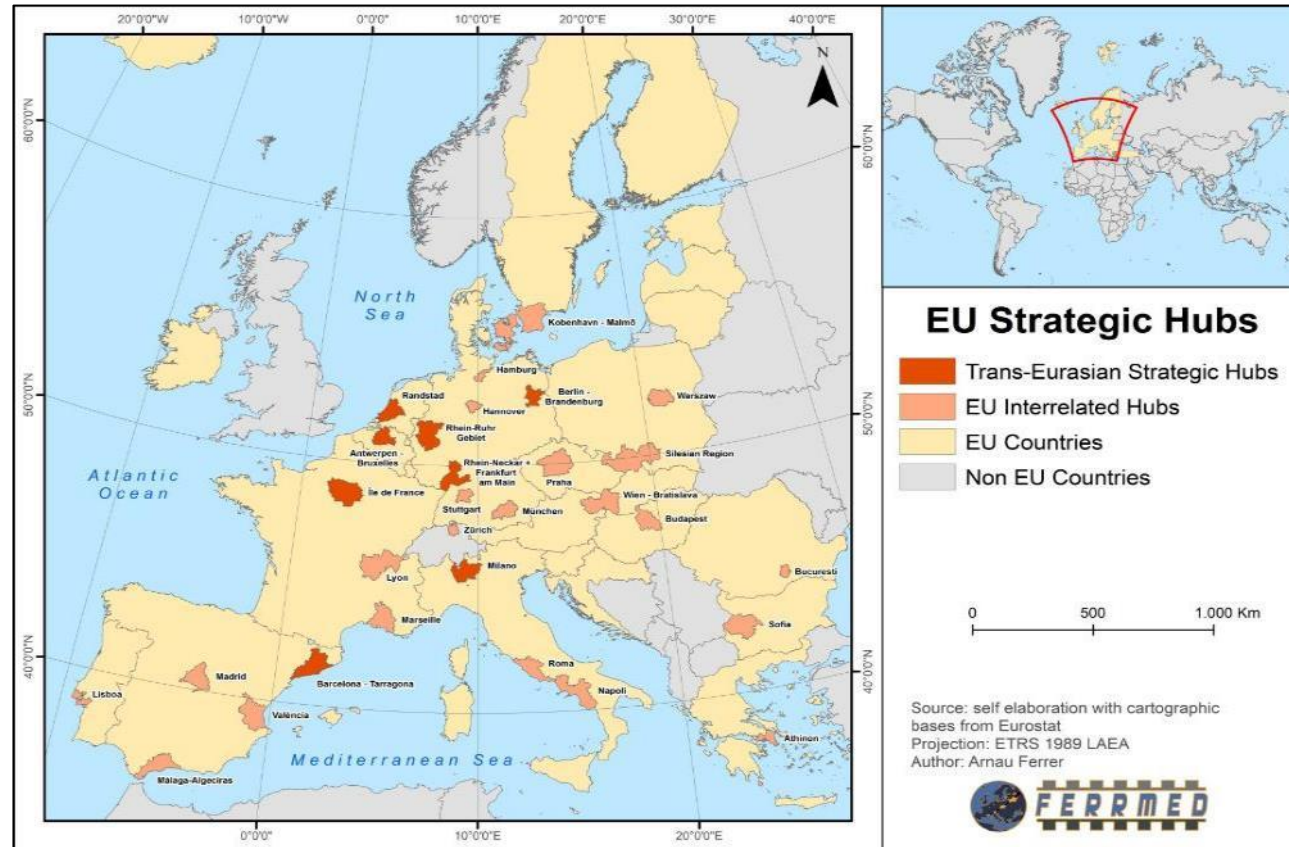 20°0'0"W
10°0'0"W
0°0'0"
10°0'0"E
20°0'0"E
30°0'0"E
40°0'0"E
60°0'0"N
50°0'0"N
40°0'0"N
60°0'0"N
50°0'0"N
40°0'0"N
0°0'0"
10°0'0"E
20°0'0"E
N
North
Sea
Atlantic
Ocean
Mediterranean Sea
Kobenhavn - Malmö
Hamburg
Randstad
Berlin -
Brandenburg
Warszaw
Hannover
Rhein-Ruhr
Gebiet
Antwerpen -
Bruxelles
Rhein-Neckar +
Frankfurt
am Main
Praha
Silesian Region
Île de France
Stuttgart
München
Wien - Bratislava
Budapest
Zürich
Lyon
Milano
Bucuresti
Marseille
Sofia
Roma
Madrid
Barcelona - Tarragona
Napoli
Lisboa
València
Athinon
Málaga-Algeciras
EU Strategic Hubs
Trans-Eurasian Strategic Hubs
EU Interrelated Hubs
EU Countries
Non EU Countries
0 500 1.000 Km
Source: self elaboration with cartographic
bases from Eurostat
Projection: ETRS 1989 LAEA
Author: Arnau Ferrer
FERRMED